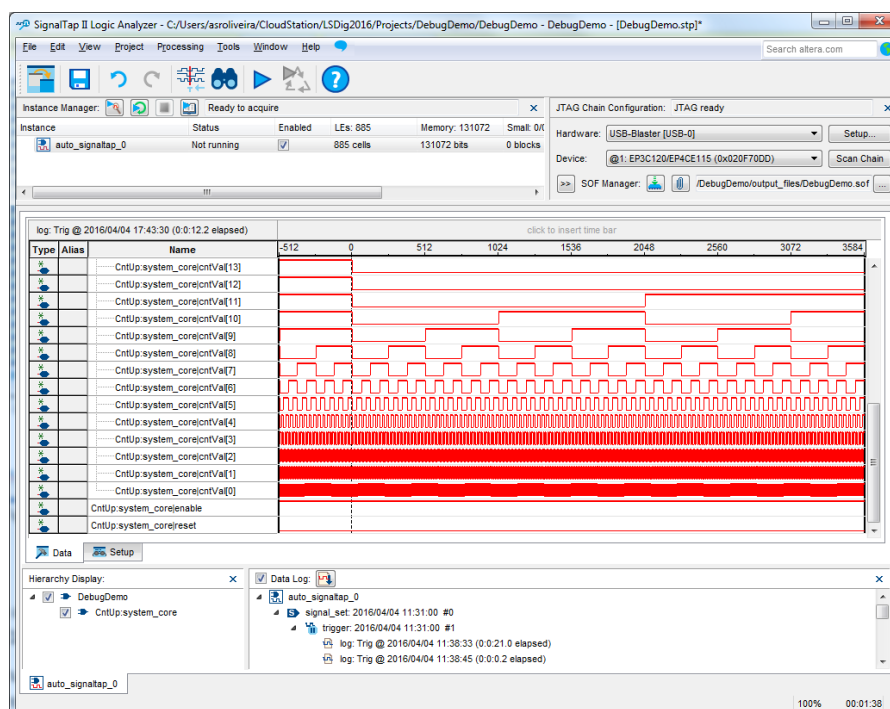 SignalTap II Logic Analyzer - C:/Users/asroliveira/CloudStation/LSDig2016/Projects/DebugDemo/DebugDemo - DebugDemo - [DebugDemo.stp]*
File Edit View Project Processing Tools Window Help
Search altera.com
Instance Manager: Ready to acquire
JTAG Chain Configuration: JTAG ready
Instance Status Enabled LEs: 885 Memory: 131072 Small: 0/0
auto_signaltap_0 Not running 885 cells 131072 bits 0 blocks
Hardware: USB-Blaster [USB-0] Setup...
Device: @1: EP3C120/EP4CE115 (0x020F70DD) Scan Chain
>> SOF Manager: /DebugDemo/output_files/DebugDemo.sof ...
log: Trig @ 2016/04/04 17:43:30 (0:0:12.2 elapsed) click to insert time bar
Type Alias Name -512 0 512 1024 1536 2048 2560 3072 3584
CntUp:system_core|cntVal[13]
CntUp:system_core|cntVal[12]
CntUp:system_core|cntVal[11]
CntUp:system_core|cntVal[10]
CntUp:system_core|cntVal[9]
CntUp:system_core|cntVal[8]
CntUp:system_core|cntVal[7]
CntUp:system_core|cntVal[6]
CntUp:system_core|cntVal[5]
CntUp:system_core|cntVal[4]
CntUp:system_core|cntVal[3]
CntUp:system_core|cntVal[2]
CntUp:system_core|cntVal[1]
CntUp:system_core|cntVal[0]
CntUp:system_core|enable
CntUp:system_core|reset
Data Setup
Hierarchy Display:
DebugDemo
CntUp:system_core
Data Log:
auto_signaltap_0
signal_set: 2016/04/04 11:31:00 #0
trigger: 2016/04/04 11:31:00 #1
log: Trig @ 2016/04/04 11:38:33 (0:0:21.0 elapsed)
log: Trig @ 2016/04/04 11:38:45 (0:0:0.2 elapsed)
auto_signaltap_0
100% 00:01:38